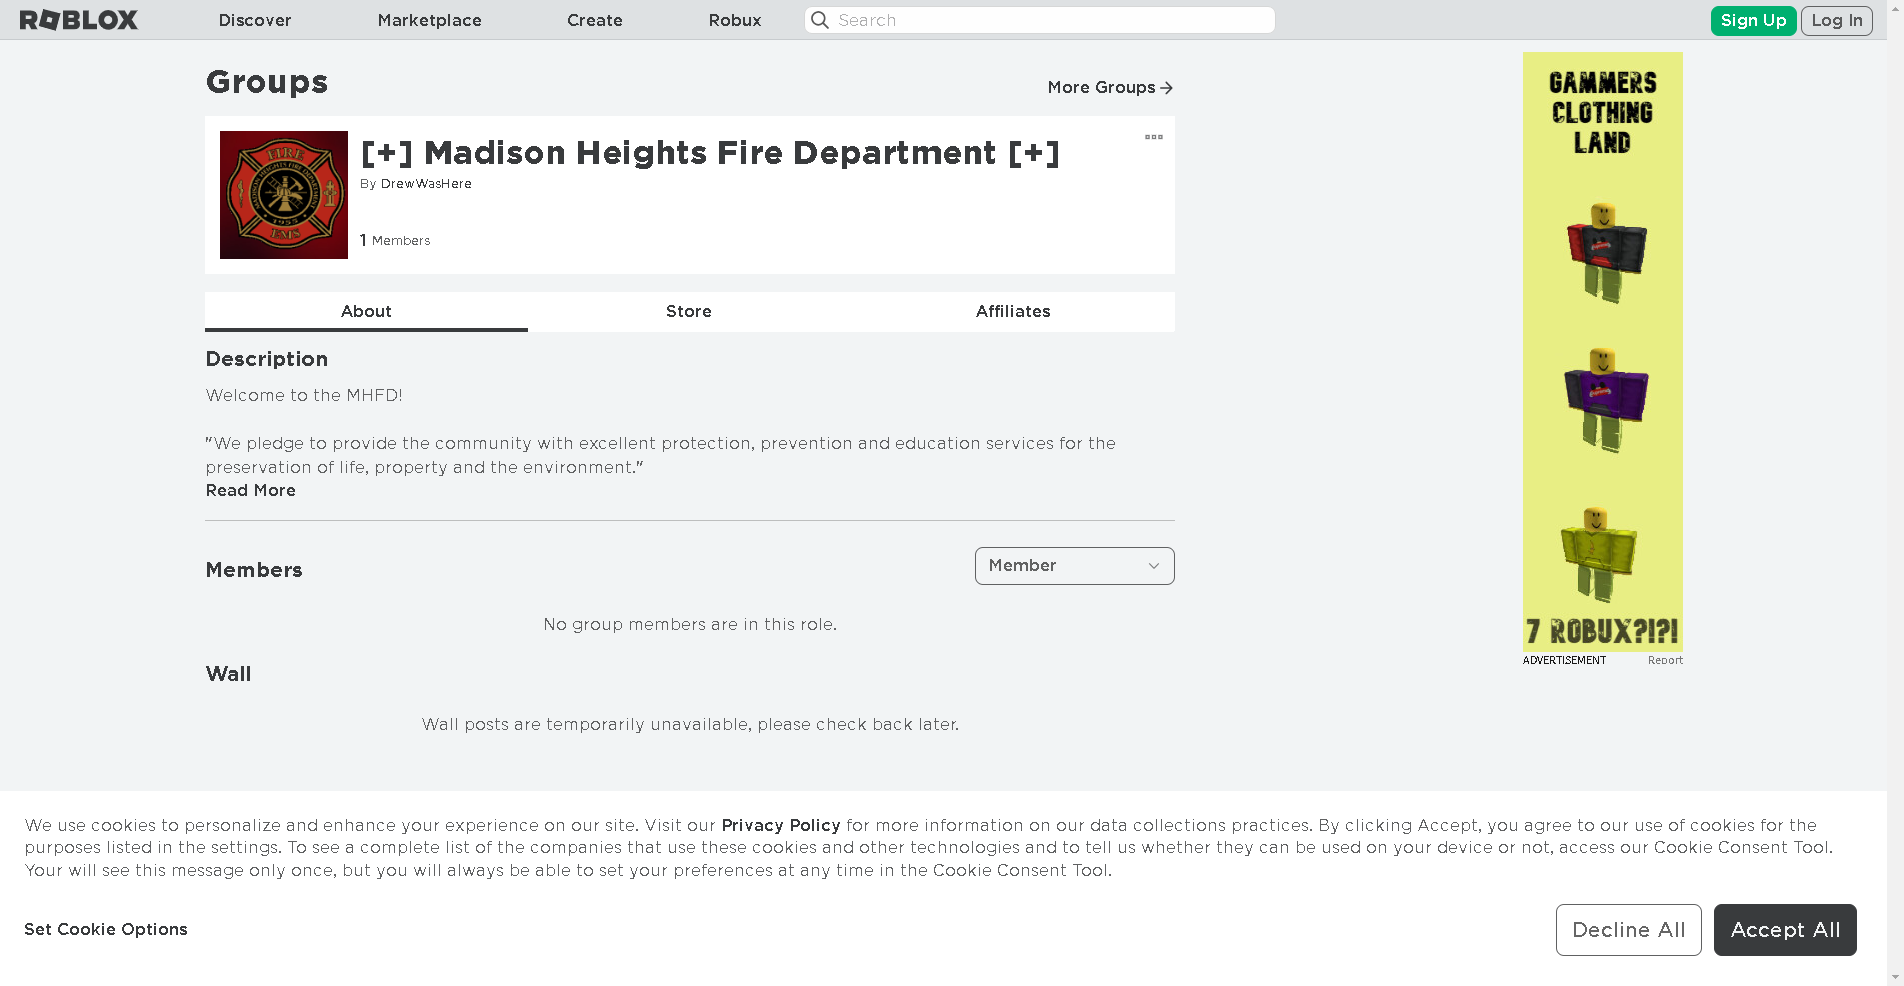 ROBLOX
Discover
Marketplace
Create
Robux
Search
Sign Up
Log In
Groups
More Groups
[+] Madison Heights Fire Department [+]
By DrewWasHere
1 Members
FIRE
MADISON HEIGHTS FIRE DEPARTMENT
1955
EMS
About
Store
Affiliates
Description
Welcome to the MHFD!
"We pledge to provide the community with excellent protection, prevention and education services for the
preservation of life, property and the environment."
Read More
Members
Member
No group members are in this role.
Wall
Wall posts are temporarily unavailable, please check back later.
GAMMERS
CLOTHING
LAND
7 ROBUX?!?!
ADVERTISEMENT
Report
We use cookies to personalize and enhance your experience on our site. Visit our Privacy Policy for more information on our data collections practices. By clicking Accept, you agree to our use of cookies for the
purposes listed in the settings. To see a complete list of the companies that use these cookies and other technologies and to tell us whether they can be used on your device or not, access our Cookie Consent Tool.
Your will see this message only once, but you will always be able to set your preferences at any time in the Cookie Consent Tool.
Set Cookie Options
Decline All
Accept All